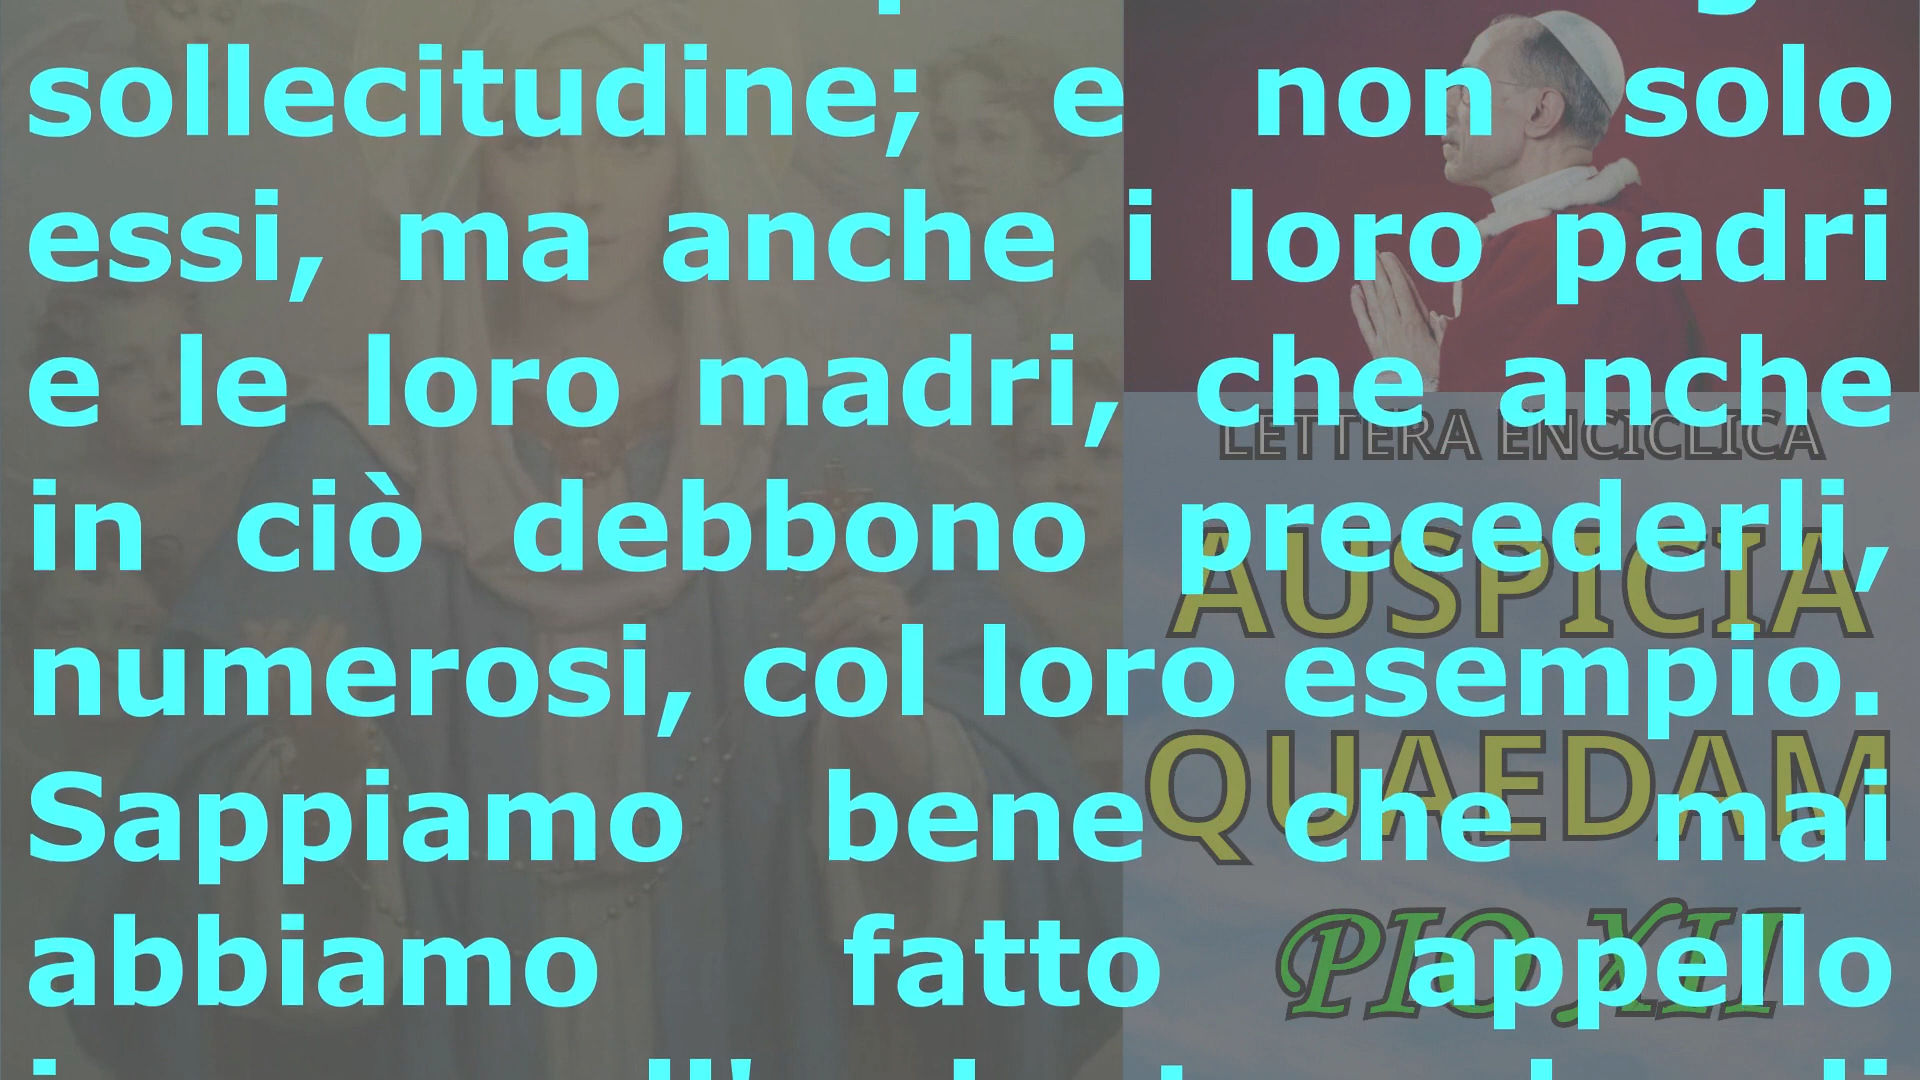 sollecitudine; e non solo
essi, ma anche i loro padri
e le loro madri, che anche
in ciò debbono precederli,
numerosi, col loro esempio.
Sappiamo bene che mai
abbiamo fatto appello
LETTERA ENCICLICA
AUSPICIA
QUAEDAM
PIO XII